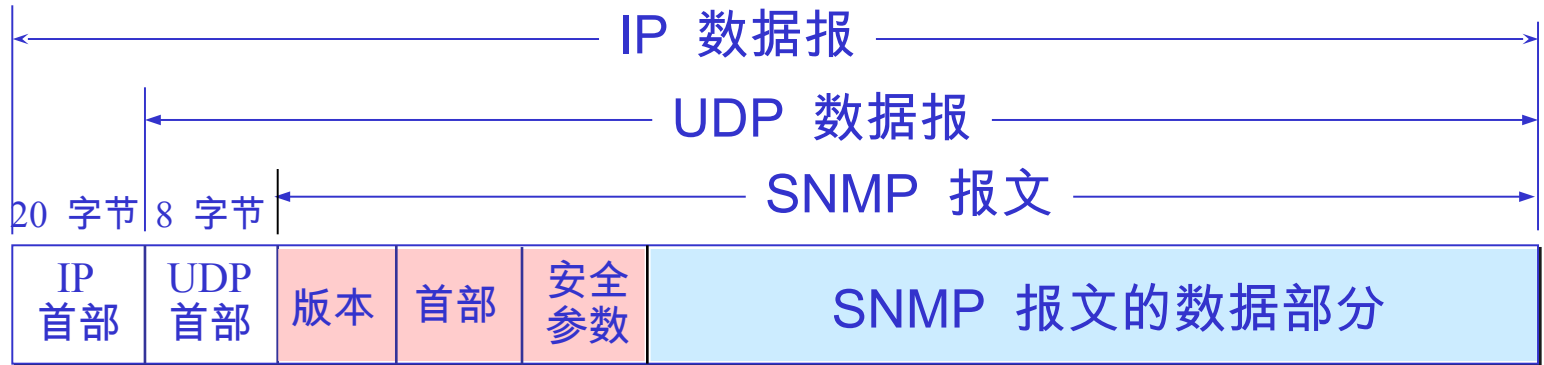 IP 数据报
UDP 数据报
SNMP 报文
20 字节
8 字节
IP
首部
UDP
首部
版本
首部
安全
参数
SNMP 报文的数据部分